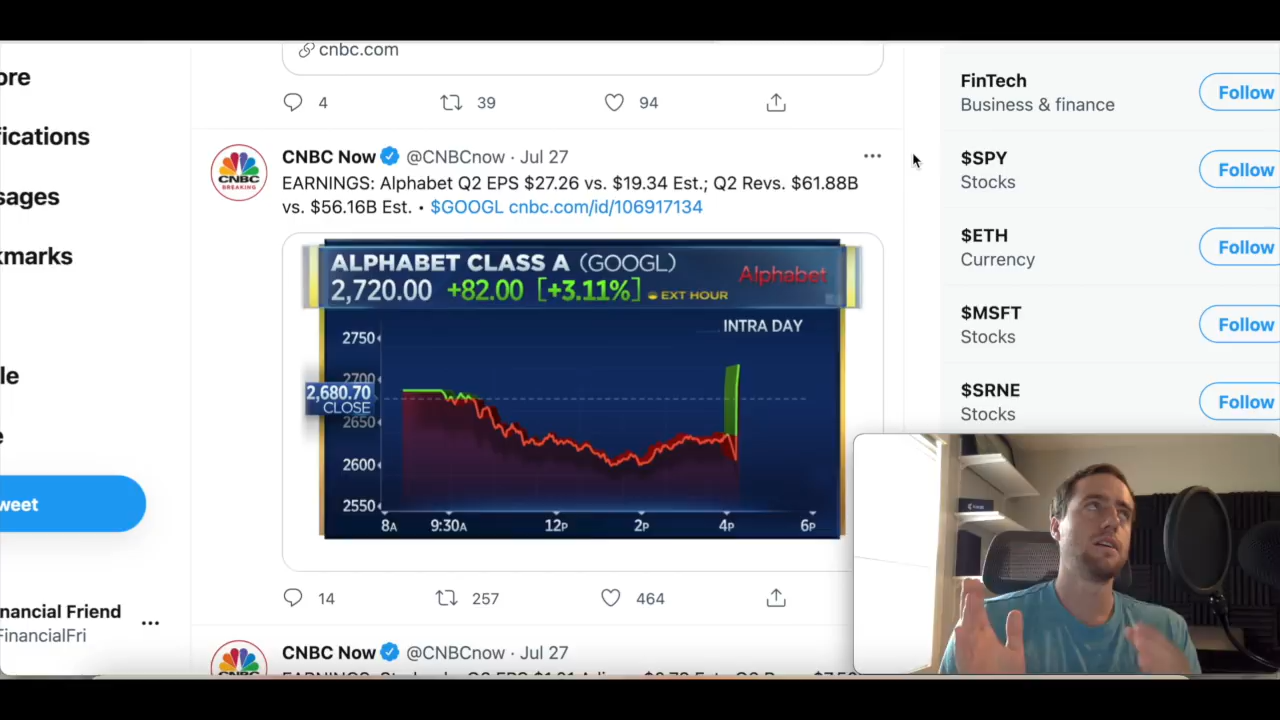 cnbc.com
4
39
94
CNBC Now @CNBCnow · Jul 27
EARNINGS: Alphabet Q2 EPS $27.26 vs. $19.34 Est.; Q2 Revs. $61.88B
vs. $56.16B Est. • $GOOGL cnbc.com/id/106917134
CNBC
BREAKING
ALPHABET CLASS A (GOOGL)
Alphabet
2,720.00 +82.00 [+3.11%] EXT HOUR
INTRA DAY
2750
2700
2,680.70
CLOSE
2650
2600
2550
8A 9:30A 12P 2P 4P 6P
14
257
464
CNBC Now @CNBCnow · Jul 27
CNBC
ore
ifications
sages
kmarks
le
e
weet
nancial Friend
FinancialFri
FinTech
Business & finance
Follow
$SPY
Stocks
Follow
$ETH
Currency
Follow
$MSFT
Stocks
Follow
$SRNE
Stocks
Follow